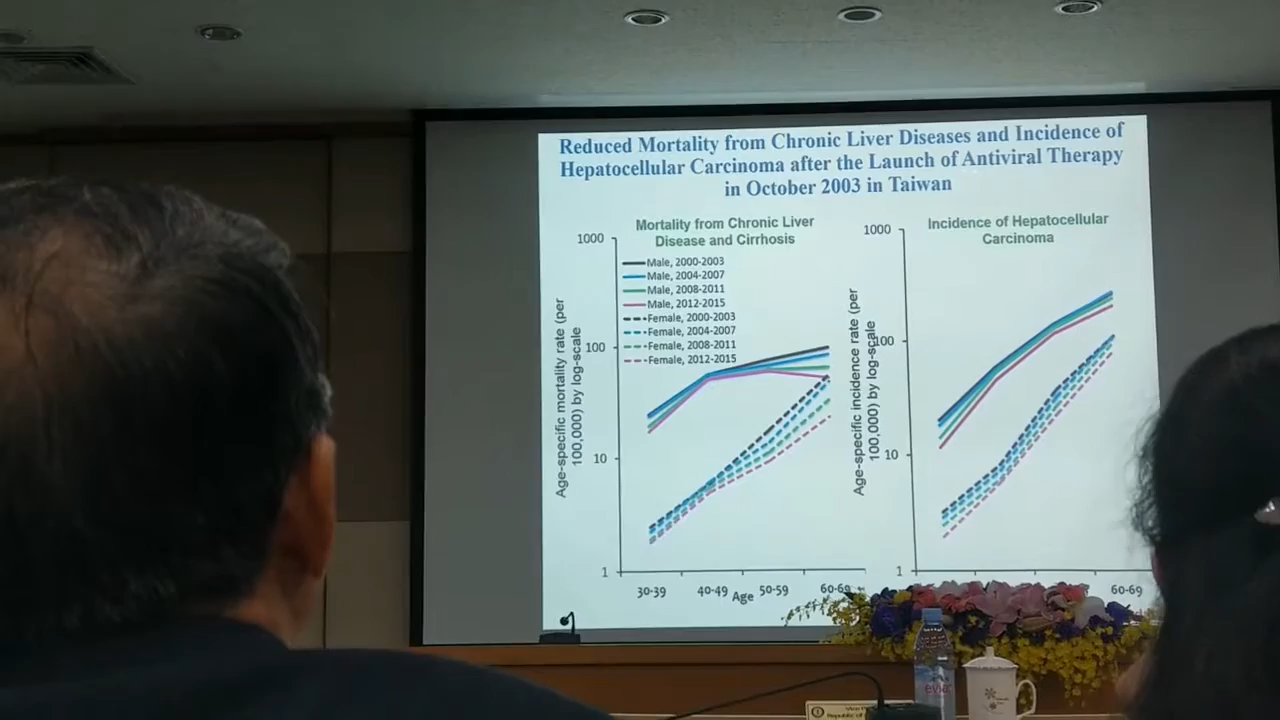 Reduced Mortality from Chronic Liver Diseases and Incidence of
Hepatocellular Carcinoma after the Launch of Antiviral Therapy
in October 2003 in Taiwan
Mortality from Chronic Liver
Disease and Cirrhosis
1000
100
10
1
Age-specific mortality rate (per
100,000) by log-scale
Male, 2000-2003
Male, 2004-2007
Male, 2008-2011
Male, 2012-2015
Female, 2000-2003
Female, 2004-2007
Female, 2008-2011
Female, 2012-2015
30-39
40-49
50-59
60-69
Age
Incidence of Hepatocellular
Carcinoma
1000
100
10
1
Age-specific incidence rate (per
100,000) by log-scale
60-69
evian
Republic of